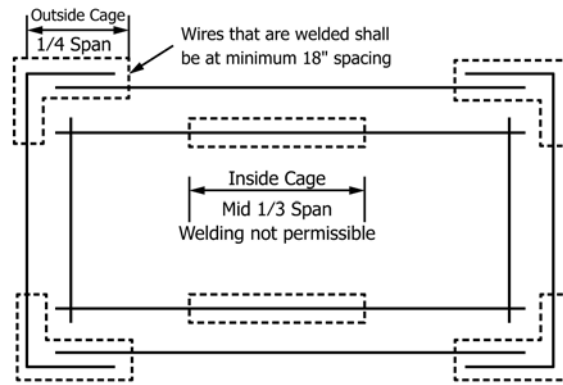 Outside Cage
1/4 Span
Wires that are welded shall
be at minimum 18" spacing
Inside Cage
Mid 1/3 Span
Welding not permissible